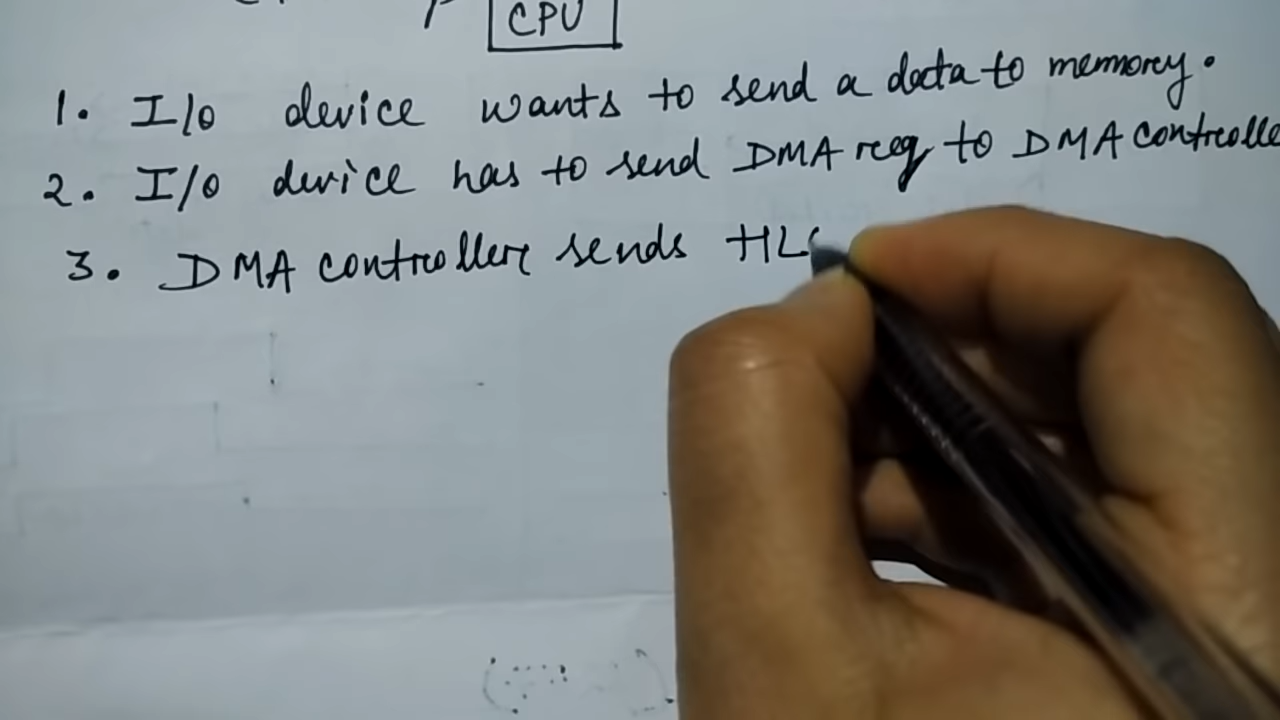 CPU
1. I/O device wants to send a data to memory.
2. I/O device has to send DMA req to DMA controlle
3. DMA controller sends HL